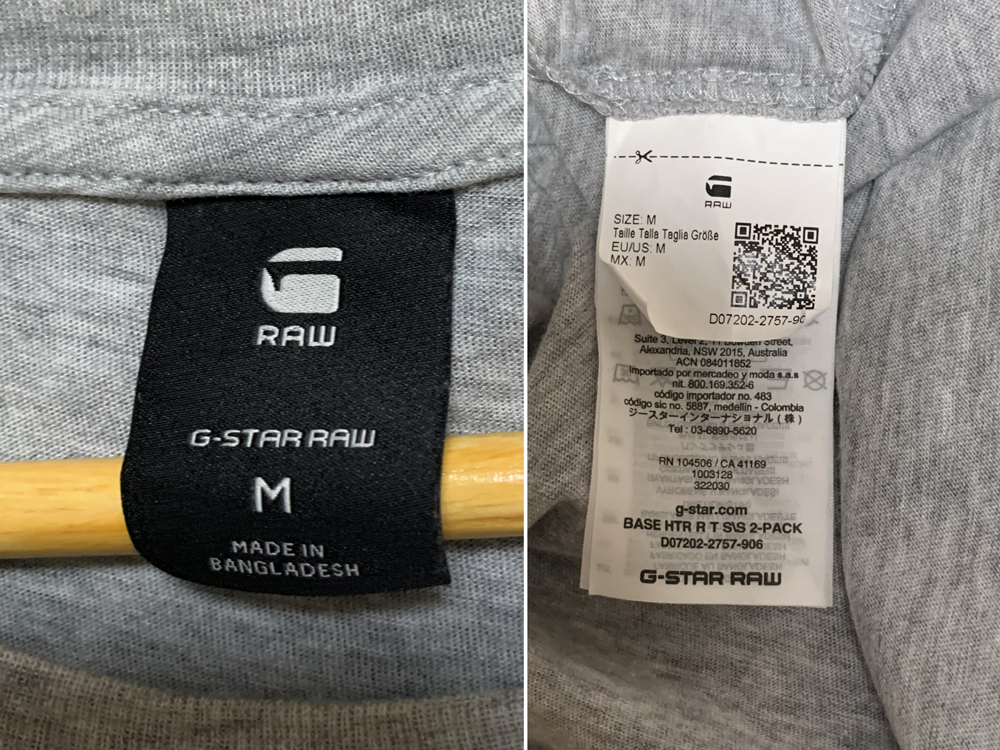 RAW
G-STAR RAW
M
MADE IN
BANGLADESH
RAW
SIZE: M
Taille Talla Taglia Größe
EU/US: M
MX: M
D07202-2757-90
Suite 3, Level 2, 11 Bowden Street,
Alexandria, NSW 2015, Australia
ACN 084011852
Importado por mercadeo y moda s.a.s
nit. 800.169.352-6
código importador no. 483
código sic no. 5887, medellin - Colombia
ジースターインターナショナル(株)
Tel : 03-6890-5620
RN 104506 / CA 41169
1003128
322030
g-star.com
BASE HTR R T S\S 2-PACK
D07202-2757-906
G-STAR RAW